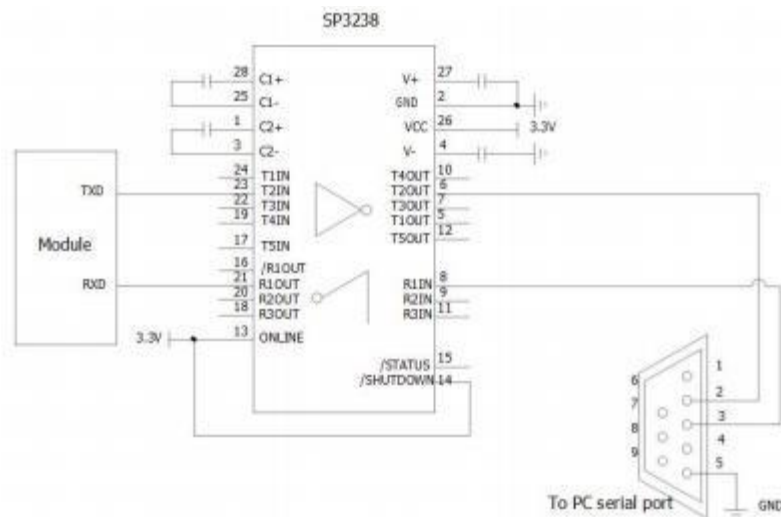 SP3238
28 C1+ V+ 27
25 C1- GND 2
1 C2+ VCC 26 3.3V
3 C2- V- 4
24 T1IN T4OUT 10
TXD 23 T2IN T2OUT 6
22 T3IN T3OUT 7
19 T4IN T1OUT 5
T5OUT 12
Module 17 T5IN
16 /R1OUT
RXD 21 R1OUT R1IN 8
20 R2OUT R2IN 9
18 R3OUT R3IN 11
3.3V 13 ONLINE
/STATUS 15
/SHUTDOWN 14
1
6
2
7
3
8
4
9
5
To PC serial port GND